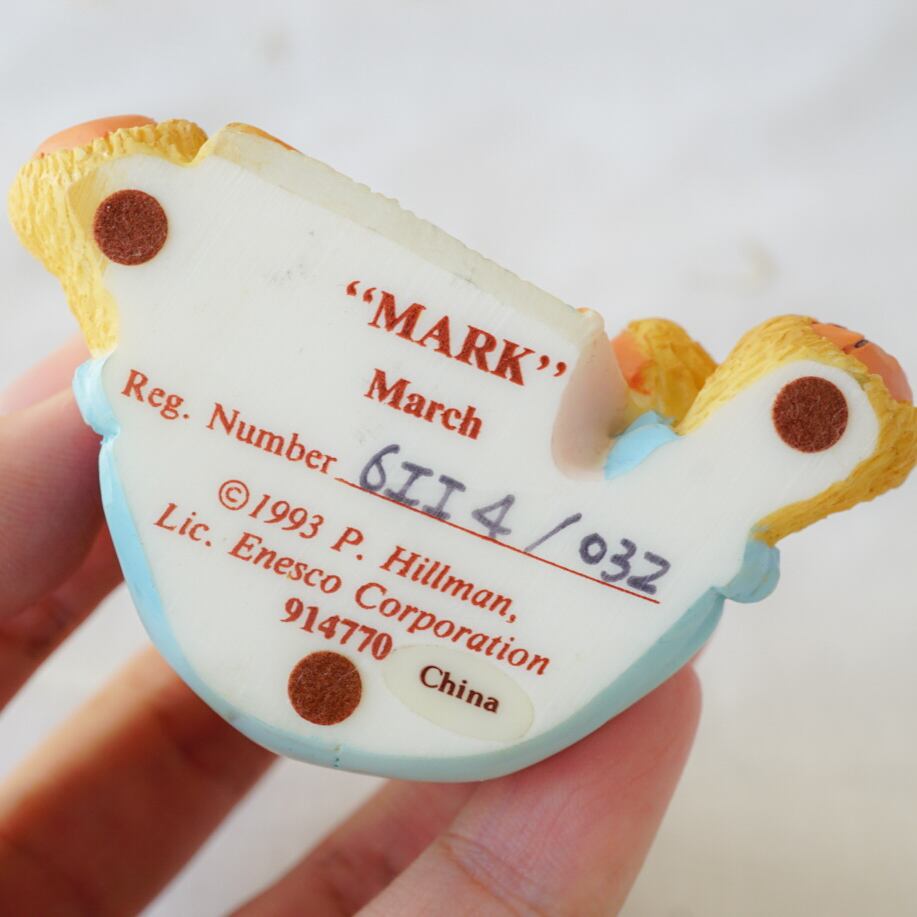 “MARK”
March
Reg. Number 6II4/032
©1993 P. Hillman,
Lic. Enesco Corporation
914770
China